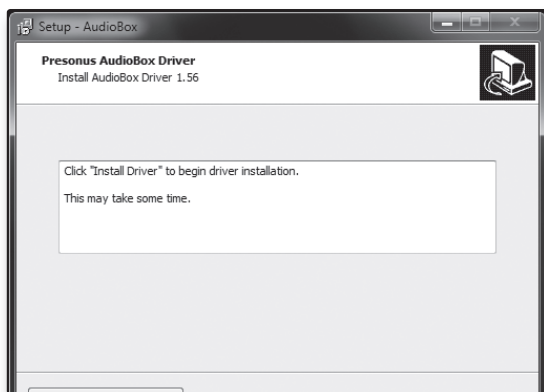 Setup - AudioBox
Presonus AudioBox Driver
Install AudioBox Driver 1.56
Click "Install Driver" to begin driver installation.
This may take some time.